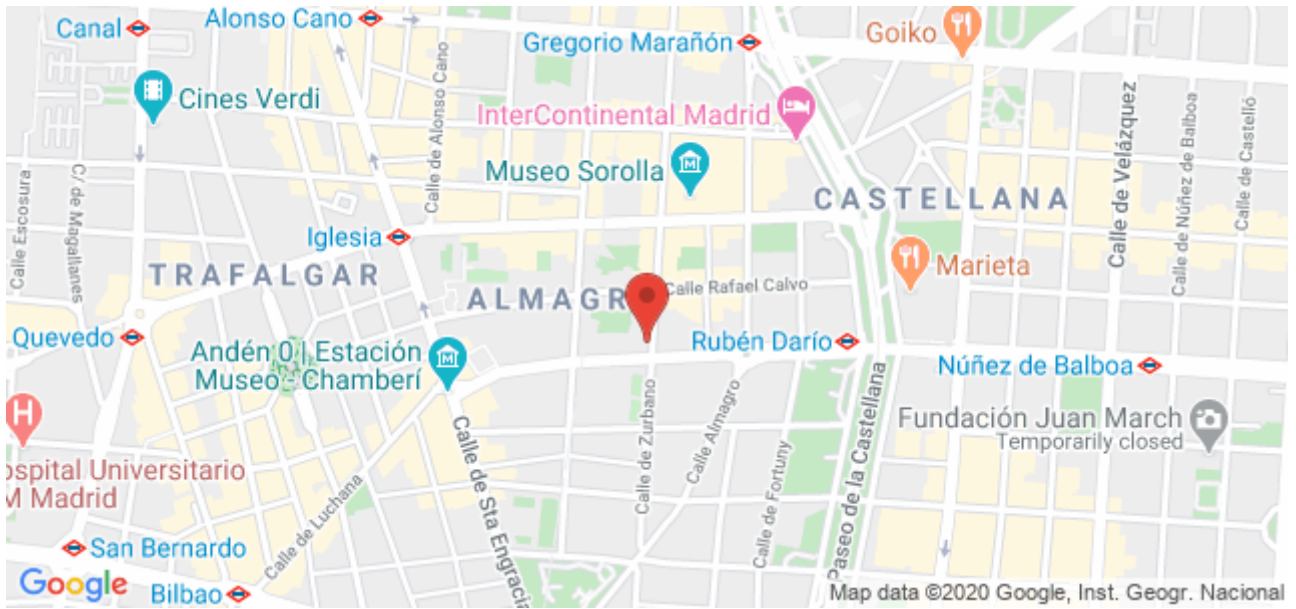 Canal
Alonso Cano
Gregorio Marañón
Goiko
Cines Verdi
Calle de Alonso Cano
InterContinental Madrid
Museo Sorolla
Calle de Velázquez
Calle de Núñez de Balboa
Calle de Castelló
Calle Escosura
C/ de Magallanes
CASTELLANA
Iglesia
TRAFALGAR
Marieta
ALMAGR
Calle Rafael Calvo
Quevedo
Andén 0 | Estación
Museo - Chamberí
Rubén Darío
Núñez de Balboa
Calle de Zurbano
Calle Almagro
Calle de Fortuny
Paseo de la Castellana
Fundación Juan March
Temporarily closed
ospital Universitario
M Madrid
Calle de Luchana
Calle de Sta Engracia
San Bernardo
Google
Bilbao
Map data ©2020 Google, Inst. Geogr. Nacional